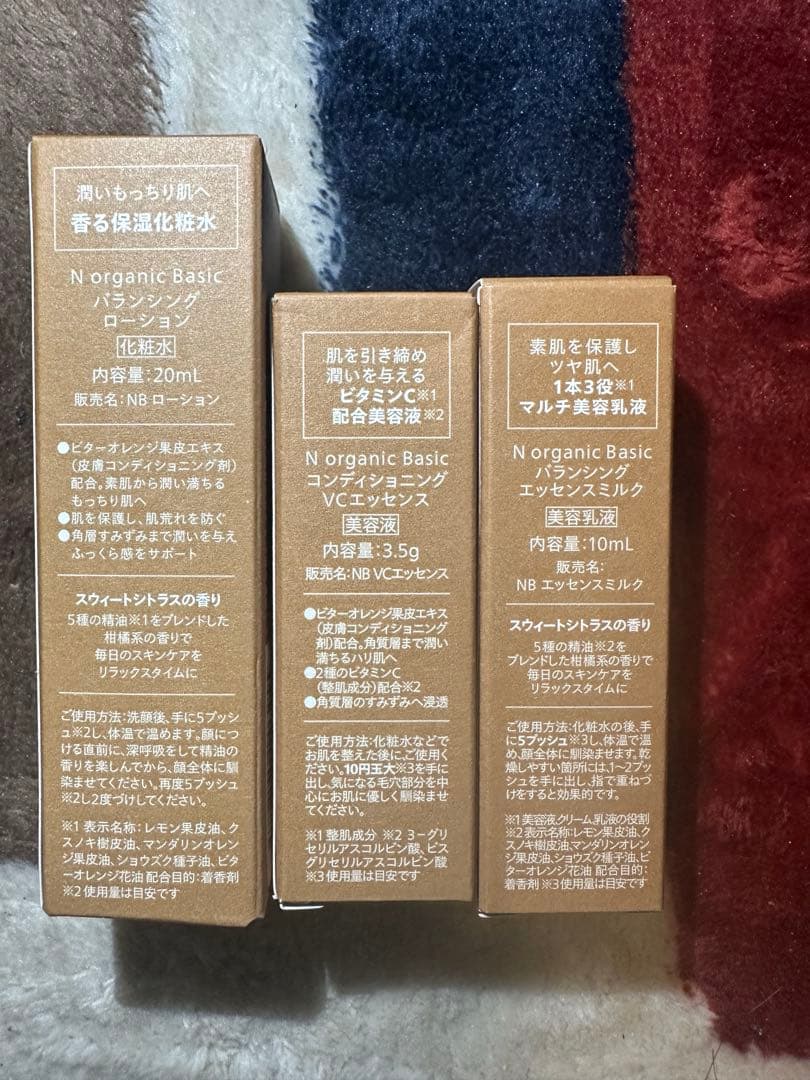 潤いもっちり肌へ
香る保湿化粧水
N organic Basic
バランシング
ローション
化粧水
内容量:20mL
販売名:NB ローション
●ビターオレンジ果皮エキス
(皮膚コンディショニング剤)
配合。素肌から潤い満ちる
もっちり肌へ
●肌を保護し、肌荒れを防ぐ
●角層すみずみまで潤いを与え
ふっくら感をサポート
スウィートシトラスの香り
5種の精油※1をブレンドした
柑橘系の香りで
毎日のスキンケアを
リラックスタイムに
ご使用方法:洗顔後、手に5プッシュ
※2し、体温で温めます。顔につ
ける直前に、深呼吸をして精油の
香りを楽しんでから、顔全体に馴
染ませてください。再度5プッシュ
※2し2度づけしてください。
※1 表示名称:レモン果皮油、ク
スノキ樹皮油、マンダリンオレン
ジ果皮油、ショウズク種子油、ビタ
ーオレンジ花油 配合目的:着香剤
※2 使用量は目安です
肌を引き締め
潤いを与える
ビタミンC※1
配合美容液※2
N organic Basic
コンディショニング
VCエッセンス
美容液
内容量:3.5g
販売名:NB VCエッセンス
●ビターオレンジ果皮エキス
(皮膚コンディショニング
剤)配合。角質層まで潤い
満ちるハリ肌へ
●2種のビタミンC
(整肌成分)配合※2
●角質層のすみずみへ浸透
ご使用方法:化粧水などで
お肌を整えた後に、ご使用く
ださい。10円玉大※3を手に出
し、気になる毛穴部分を中
心にお肌に優しく馴染ませ
てください。
※1 整肌成分 ※2 3-グリ
セリルアスコルビン酸、ビス
グリセリルアスコルビン酸
※3 使用量は目安です
素肌を保護し
ツヤ肌へ
1本3役※1
マルチ美容乳液
N organic Basic
バランシング
エッセンスミルク
美容乳液
内容量:10mL
販売名:
NB エッセンスミルク
スウィートシトラスの香り
5種の精油※2を
ブレンドした柑橘系の香りで
毎日のスキンケアを
リラックスタイムに
ご使用方法:化粧水の後、手
に5プッシュ※3し、体温で温
め、顔全体に馴染ませます。乾
燥しやすい箇所には、1〜2プッ
シュを手に出し、指で重ねづ
けをすると効果的です。
※1 美容液、クリーム、乳液の役割
※2 表示名称:レモン果皮油、ク
スノキ樹皮油、マンダリンオレン
ジ果皮油、ショウズク種子油、ビ
ターオレンジ花油 配合目的:
着香剤 ※3 使用量は目安です